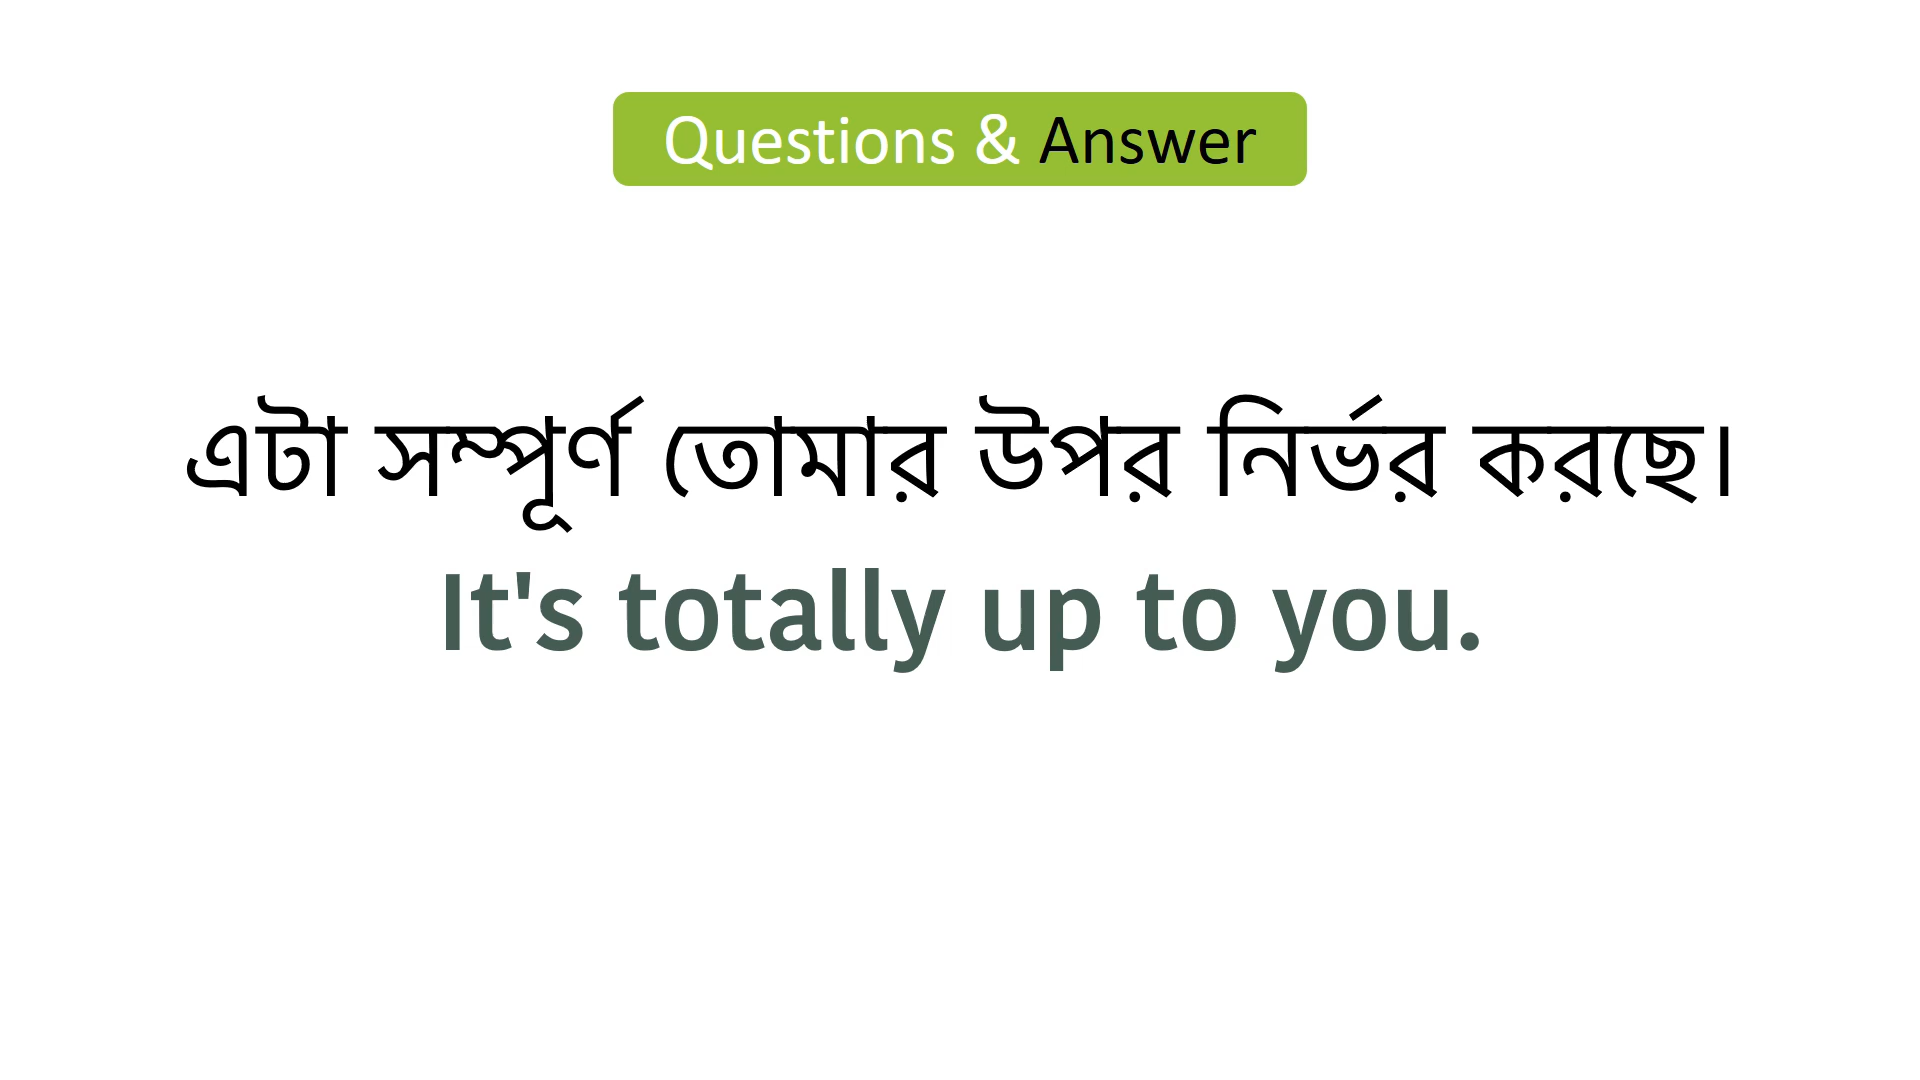 Questions & Answer
এটা সম্পূর্ণ তোমার উপর নির্ভর করছে।
It's totally up to you.